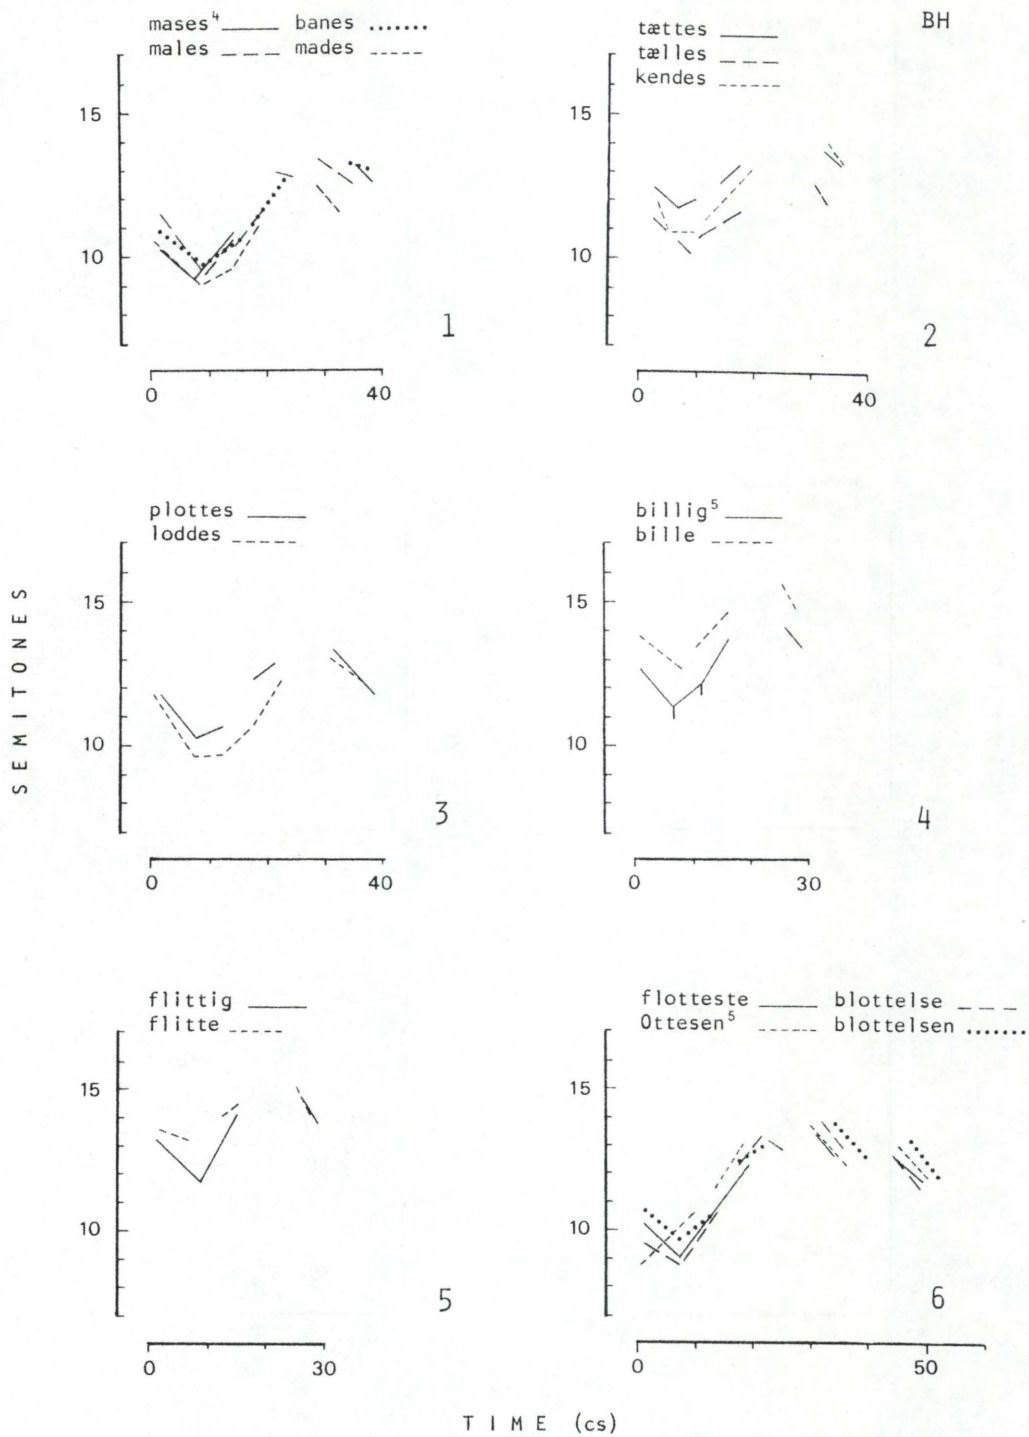 BH
mases⁴ banes
males mades
15
10
0 40
1
tættes
tælles
kendes
15
10
0 40
2
plottes
loddes
15
10
0 40
3
billig⁵
bille
15
10
0 30
4
flittig
flitte
15
10
0 30
5
flotteste blottelse
Ottesen⁵ blottelsen
15
10
0 50
6
SEMITONES
TIME (cs)